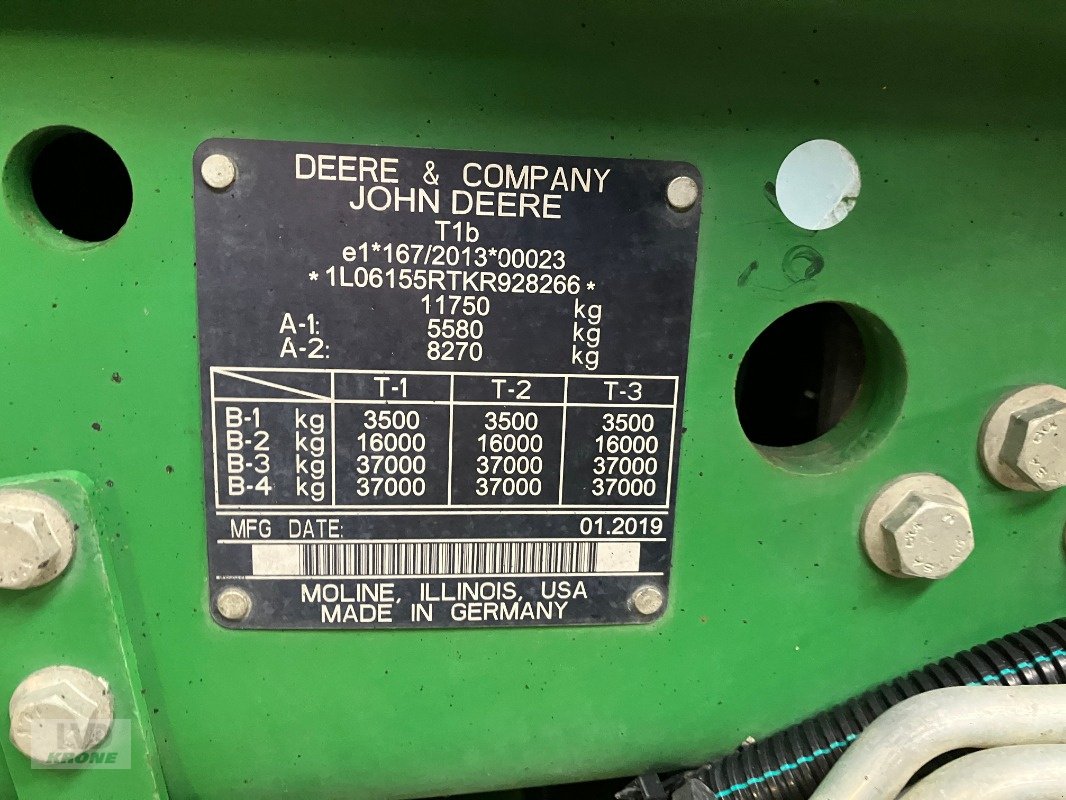 DEERE & COMPANY
JOHN DEERE
T1b
e1*167/2013*00023
*1L06155RTKR928266*
11750 kg
A-1: 5580 kg
A-2: 8270 kg
T-1 T-2 T-3
B-1 kg 3500 3500 3500
B-2 kg 16000 16000 16000
B-3 kg 37000 37000 37000
B-4 kg 37000 37000 37000
MFG DATE: 01.2019
MOLINE, ILLINOIS, USA
MADE IN GERMANY
LVD
KRONE